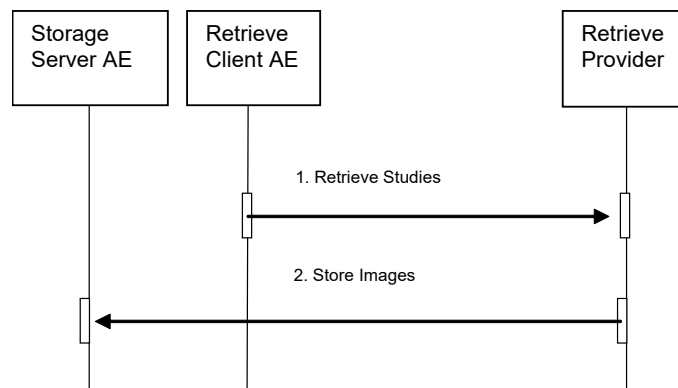 Storage
Server AE
Retrieve
Client AE
Retrieve
Provider
1. Retrieve Studies
2. Store Images